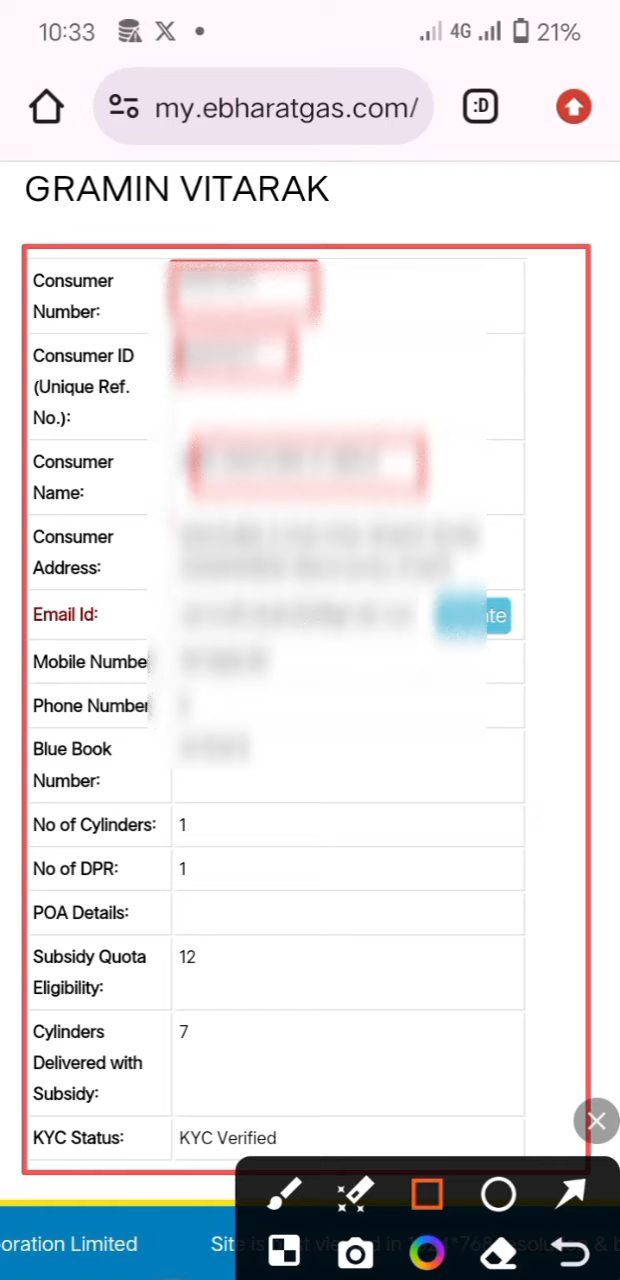 10:33
4G
21%
my.ebharatgas.com/
:D
GRAMIN VITARAK
Consumer
Number:
Consumer ID
(Unique Ref.
No.):
Consumer
Name:
Consumer
Address:
Email Id:
Mobile Numbe
Phone Number
Blue Book
Number:
No of Cylinders: 1
No of DPR: 1
POA Details:
Subsidy Quota 12
Eligibility:
Cylinders 7
Delivered with
Subsidy:
KYC Status: KYC Verified
oration Limited